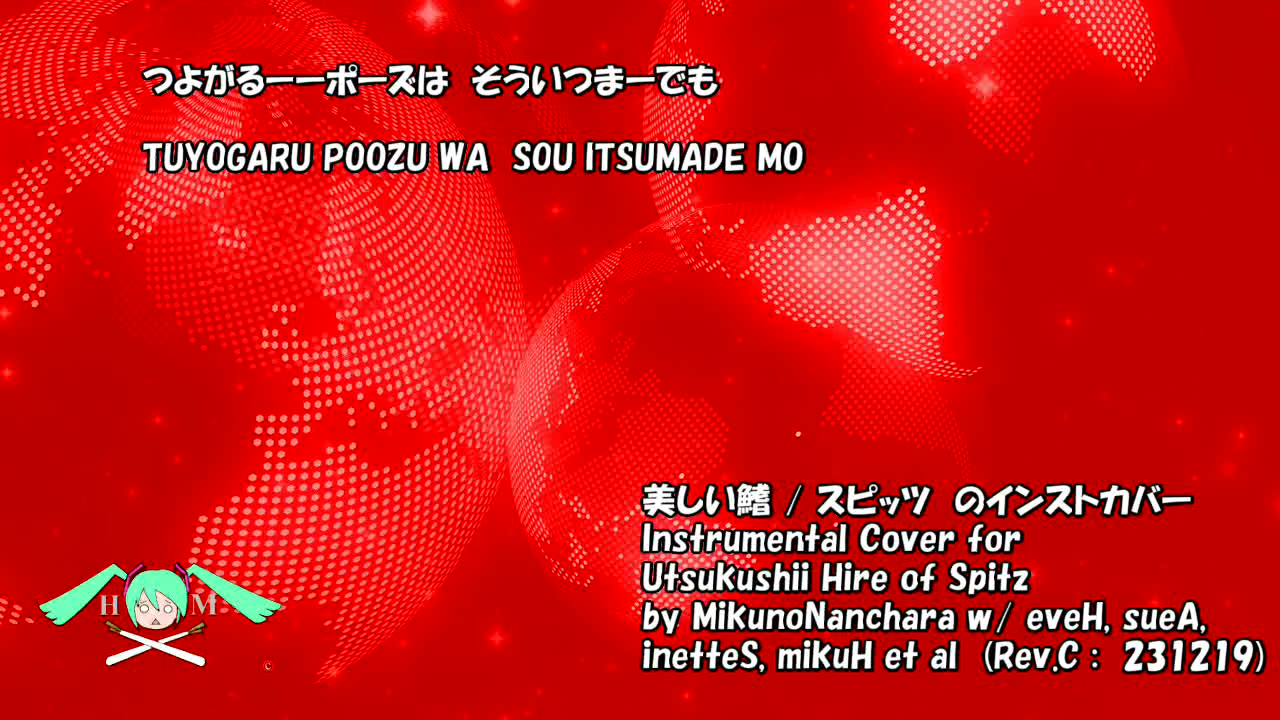 つよがるーーポーズは　そういつまーでも
TUYOGARU POOZU WA  SOU ITSUMADE MO
美しい鰭 / スピッツ　のインストカバー
Instrumental Cover for
Utsukushii Hire of Spitz
by MikunoNanchara w/ eveH, sueA,
inetteS, mikuH et al  (Rev.C :  231219)
H M
c